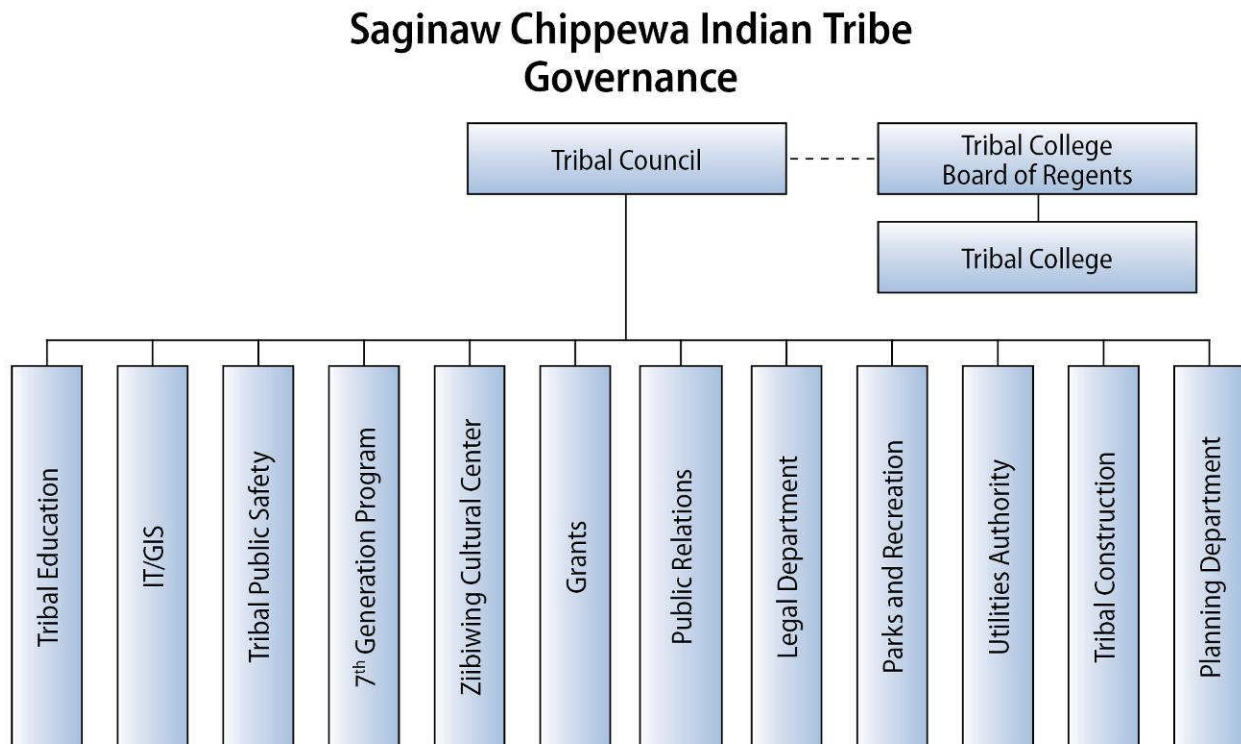 Saginaw Chippewa Indian Tribe
Governance
Tribal Council
Tribal College
Board of Regents
Tribal College
Tribal Education
IT/GIS
Tribal Public Safety
7th Generation Program
Ziibiwing Cultural Center
Grants
Public Relations
Legal Department
Parks and Recreation
Utilities Authority
Tribal Construction
Planning Department